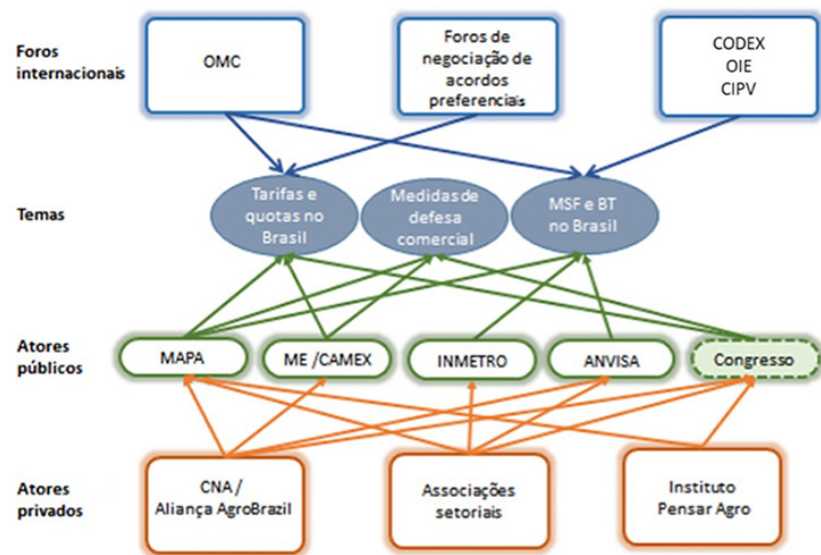 Foros
internacionais
OMC
Foros de
negociação de
acordos
preferenciais
CODEX
OIE
CIPV
Temas
Tarifas e
quotas no
Brasil
Medidas de
defesa
comercial
MSF e BT
no Brasil
Atores
públicos
MAPA
ME /CAMEX
INMETRO
ANVISA
Congresso
Atores
privados
CNA /
Aliança AgroBrazil
Associações
setoriais
Instituto
Pensar Agro